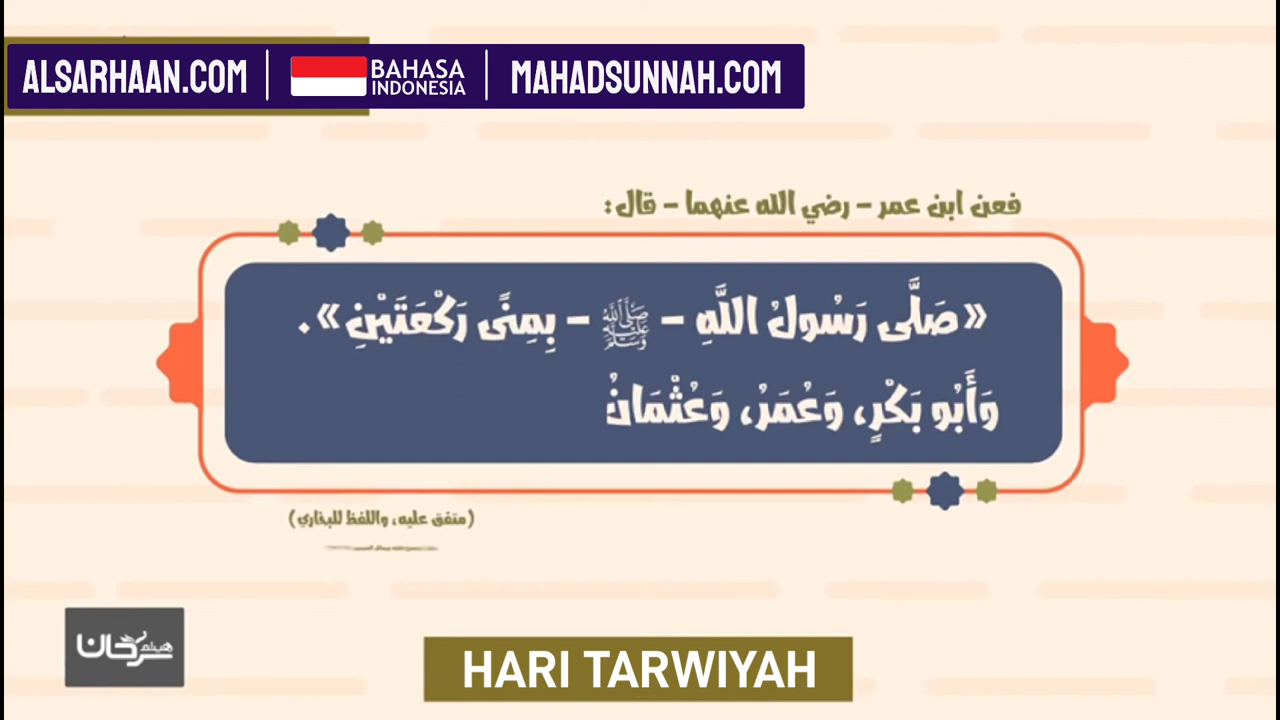 ALSARHAAN.COM | BAHASA INDONESIA | MAHADSUNNAH.COM
فعن ابن عمر – رضي الله عنهما – قال:
«صَلَّى رَسُولُ اللَّهِ – ﷺ – بِمِنًى رَكْعَتَيْنِ».
وَأَبُو بَكْرٍ، وَعُمَرُ، وَعُثْمَانُ
(متفق عليه، واللفظ للبخاري)
سرحان
HARI TARWIYAH